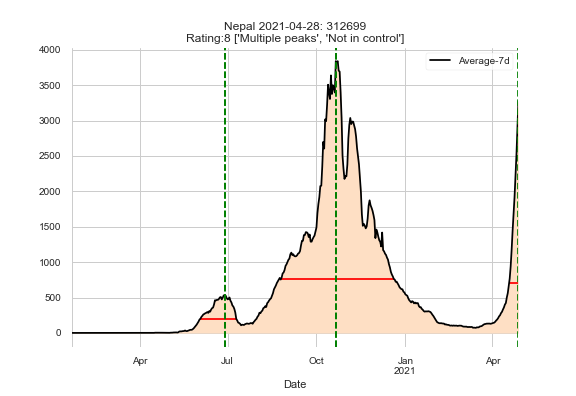 Nepal 2021-04-28: 312699
Rating:8 ['Multiple peaks', 'Not in control']
Average-7d
4000
3500
3000
2500
2000
1500
1000
500
0
Apr
Jul
Oct
Jan
2021
Apr
Date